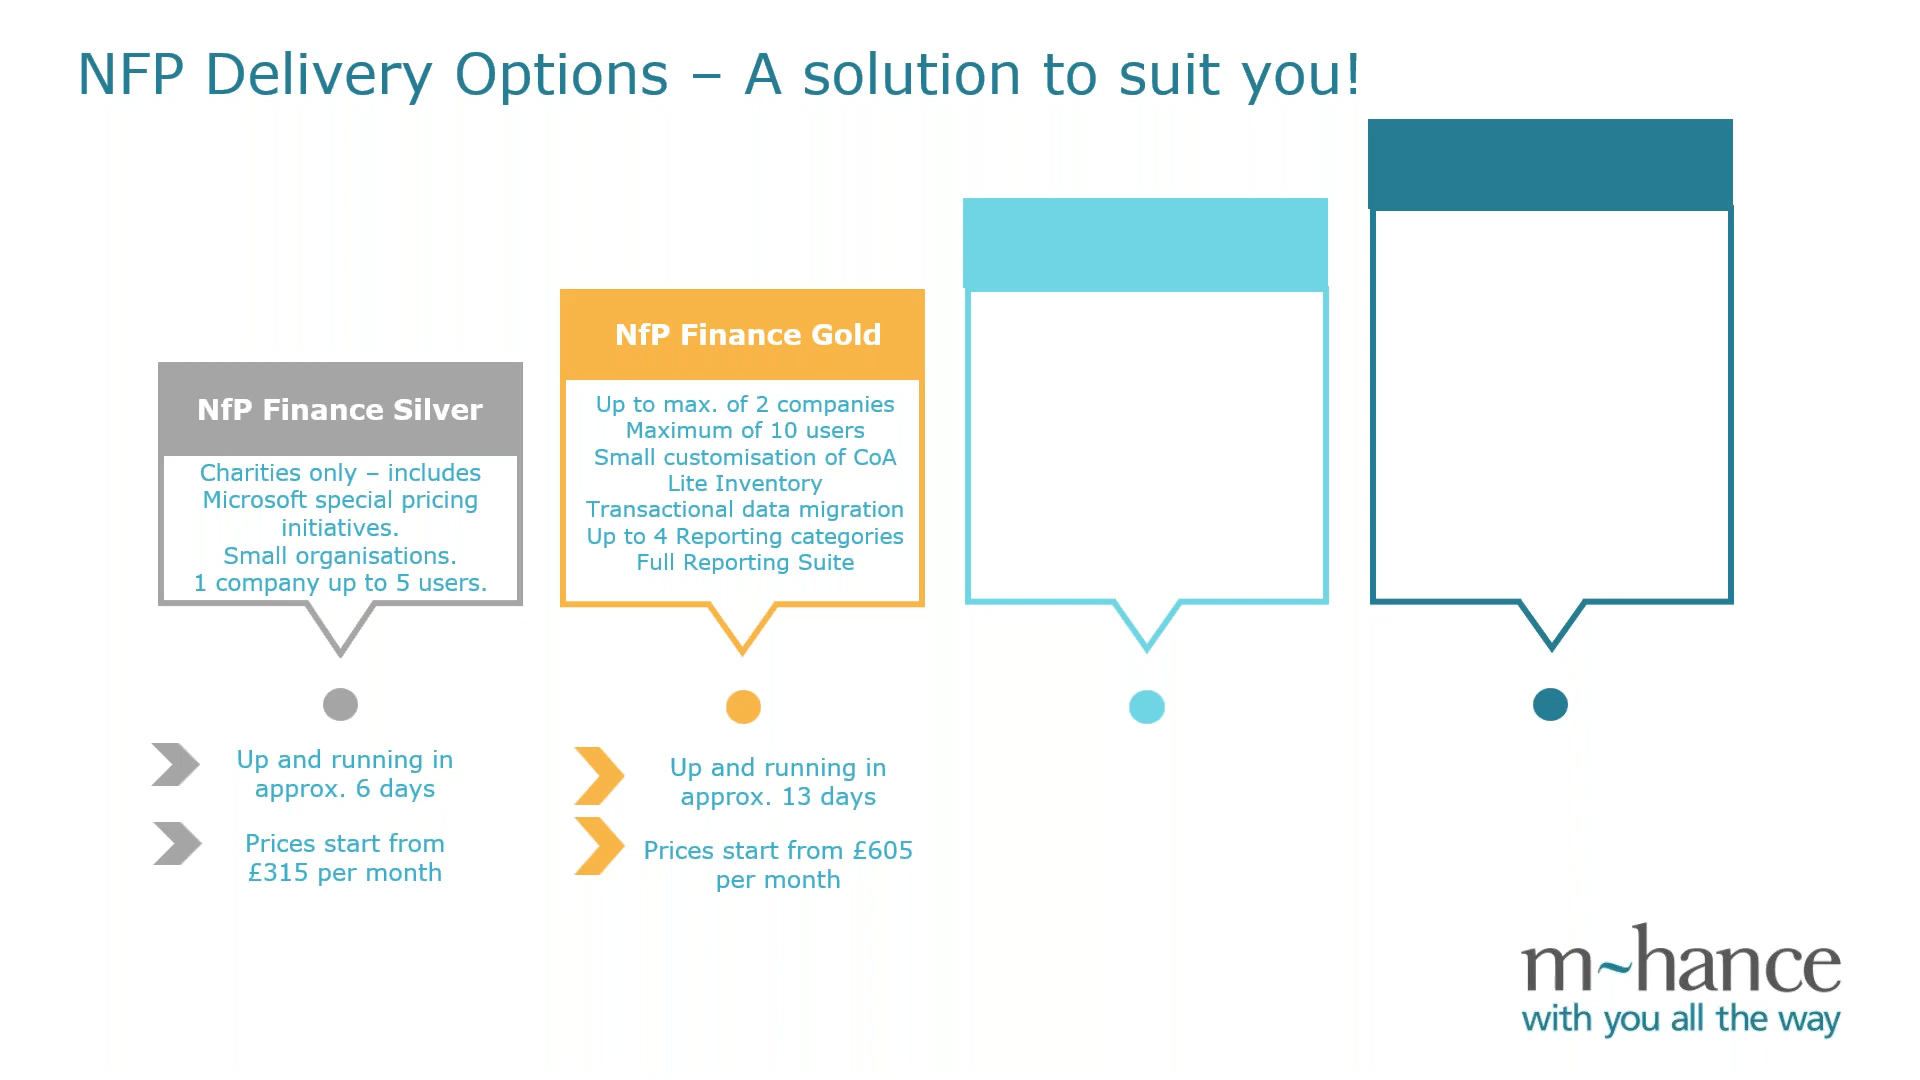 NFP Delivery Options – A solution to suit you!
NfP Finance Silver
Charities only – includes
Microsoft special pricing
initiatives.
Small organisations.
1 company up to 5 users.
Up and running in
approx. 6 days
Prices start from
£315 per month
NfP Finance Gold
Up to max. of 2 companies
Maximum of 10 users
Small customisation of CoA
Lite Inventory
Transactional data migration
Up to 4 Reporting categories
Full Reporting Suite
Up and running in
approx. 13 days
Prices start from £605
per month
m~hance
with you all the way